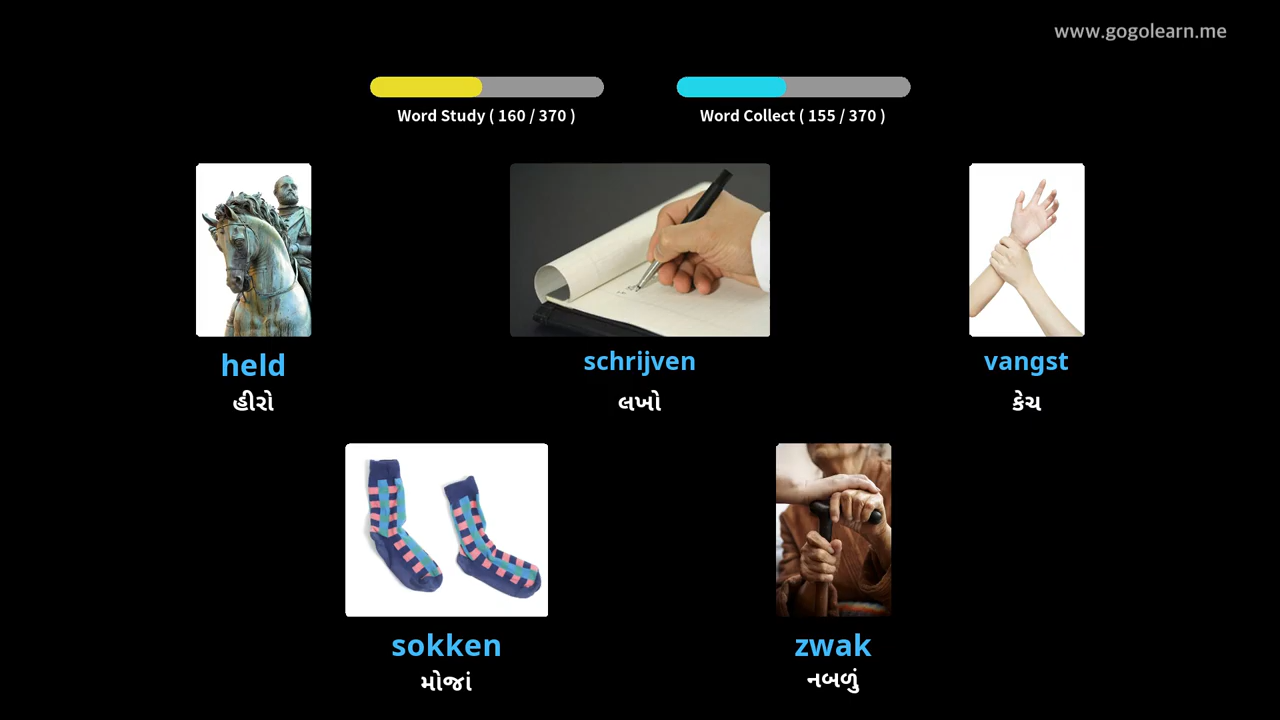 www.gogolearn.me
Word Study ( 160 / 370 )
Word Collect ( 155 / 370 )
held
schrijven
vangst
હીરો
લખો
કેચ
sokken
zwak
મોજાં
નબળું